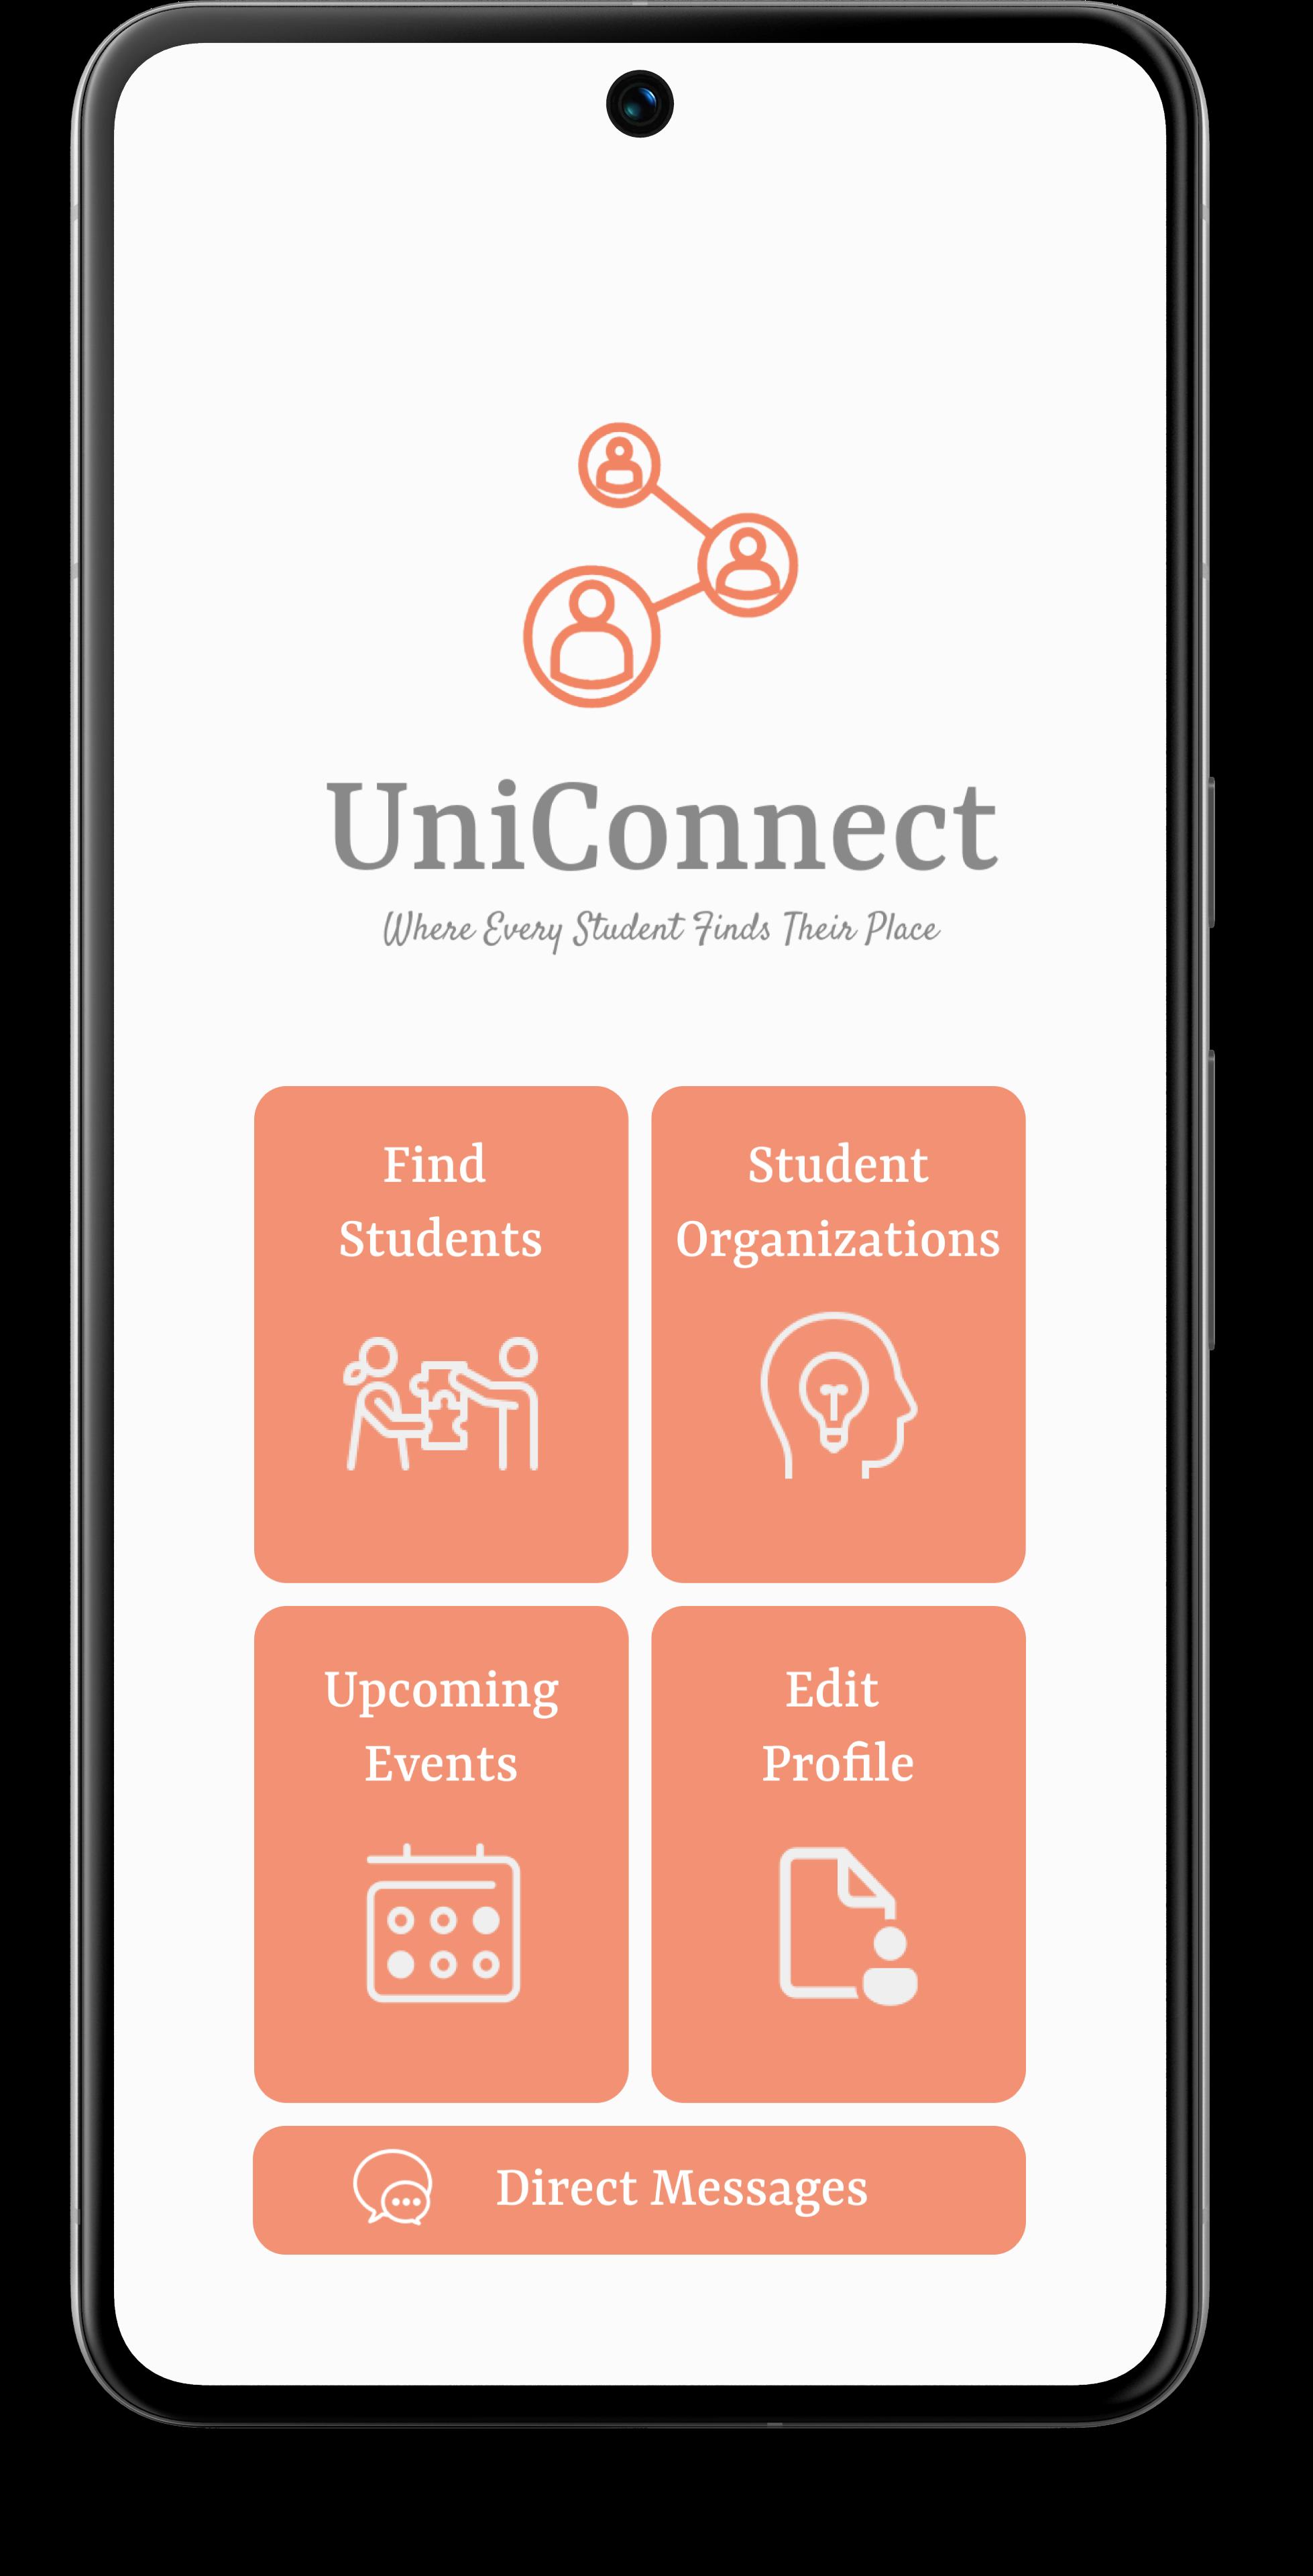 UniConnect
Where Every Student Finds Their Place
Find
Students
Student
Organizations
Upcoming
Events
Edit
Profile
Direct Messages